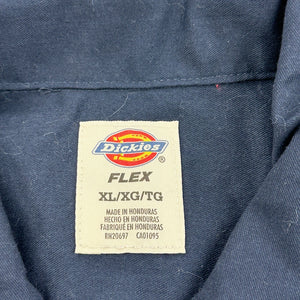 Dickies
®
FLEX
XL/XG/TG
MADE IN HONDURAS
HECHO EN HONDURAS
FABRIQUÉ EN HONDURAS
RN20697 CA01095